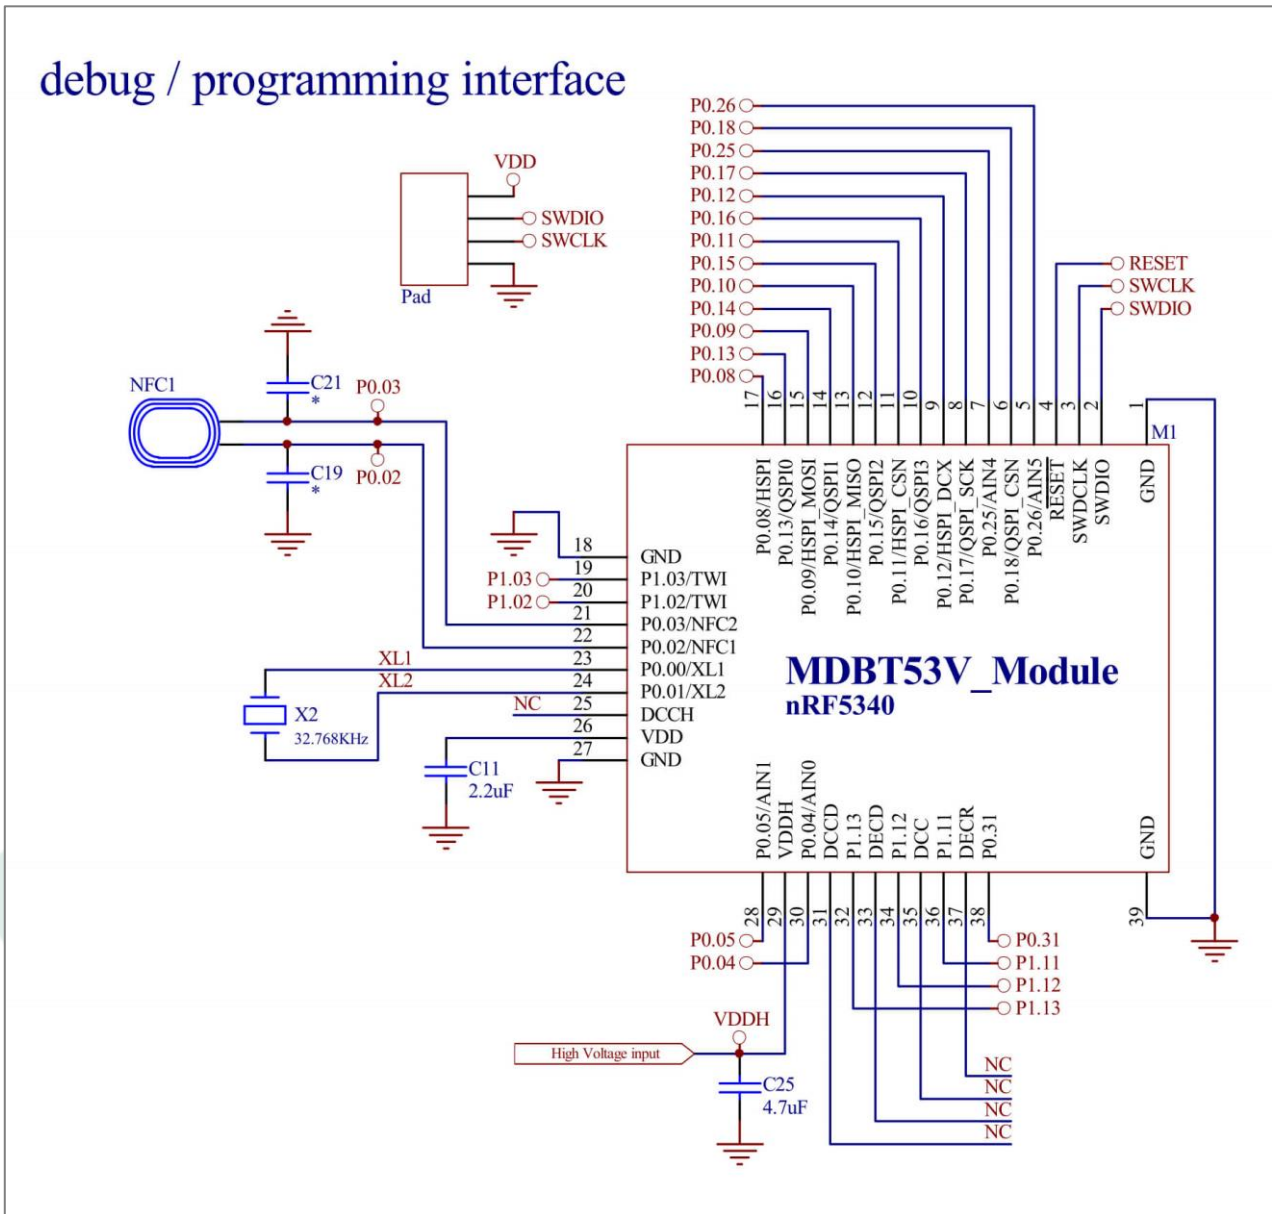 debug / programming interface
VDD
SWDIO
SWCLK
Pad
P0.26
P0.18
P0.25
P0.17
P0.12
P0.16
P0.11
P0.15
P0.10
P0.14
P0.09
P0.13
P0.08
RESET
SWCLK
SWDIO
17 16 15 14 13 12 11 10 9 8 7 6 5 4 3 2 1
M1
P0.08/HSPI
P0.13/QSPI0
P0.09/HSPI_MOSI
P0.14/QSPI1
P0.10/HSPI_MISO
P0.15/QSPI2
P0.11/HSPI_CSN
P0.16/QSPI3
P0.12/HSPI_DCX
P0.17/QSPI_SCK
P0.25/AIN4
P0.18/QSPI_CSN
P0.26/AIN5
RESET
SWDCLK
SWDIO
GND
NFC1
C21
*
P0.03
C19
*
P0.02
18 GND
P1.03 19 P1.03/TWI
P1.02 20 P1.02/TWI
21 P0.03/NFC2
22 P0.02/NFC1
XL1 23 P0.00/XL1
XL2 24 P0.01/XL2
NC 25 DCCH
26 VDD
27 GND
X2
32.768KHz
C11
2.2uF
MDBT53V_Module
nRF5340
P0.05/AIN1
VDDH
P0.04/AIN0
DCCD
P1.13
DECD
P1.12
DCC
P1.11
DECR
P0.31
GND
28 29 30 31 32 33 34 35 36 37 38 39
P0.05
P0.04
P0.31
P1.11
P1.12
P1.13
VDDH
High Voltage input
C25
4.7uF
NC
NC
NC
NC